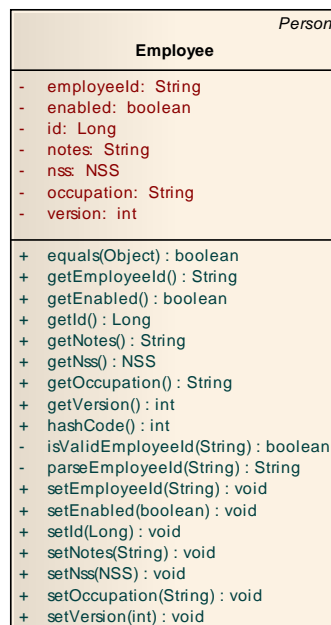 Person
Employee
- employeeId: String
- enabled: boolean
- id: Long
- notes: String
- nss: NSS
- occupation: String
- version: int
+ equals(Object) : boolean
+ getEmployeeId() : String
+ getEnabled() : boolean
+ getId() : Long
+ getNotes() : String
+ getNss() : NSS
+ getOccupation() : String
+ getVersion() : int
+ hashCode() : int
- isValidEmployeeId(String) : boolean
- parseEmployeeId(String) : String
+ setEmployeeId(String) : void
+ setEnabled(boolean) : void
+ setId(Long) : void
+ setNotes(String) : void
+ setNss(NSS) : void
+ setOccupation(String) : void
+ setVersion(int) : void